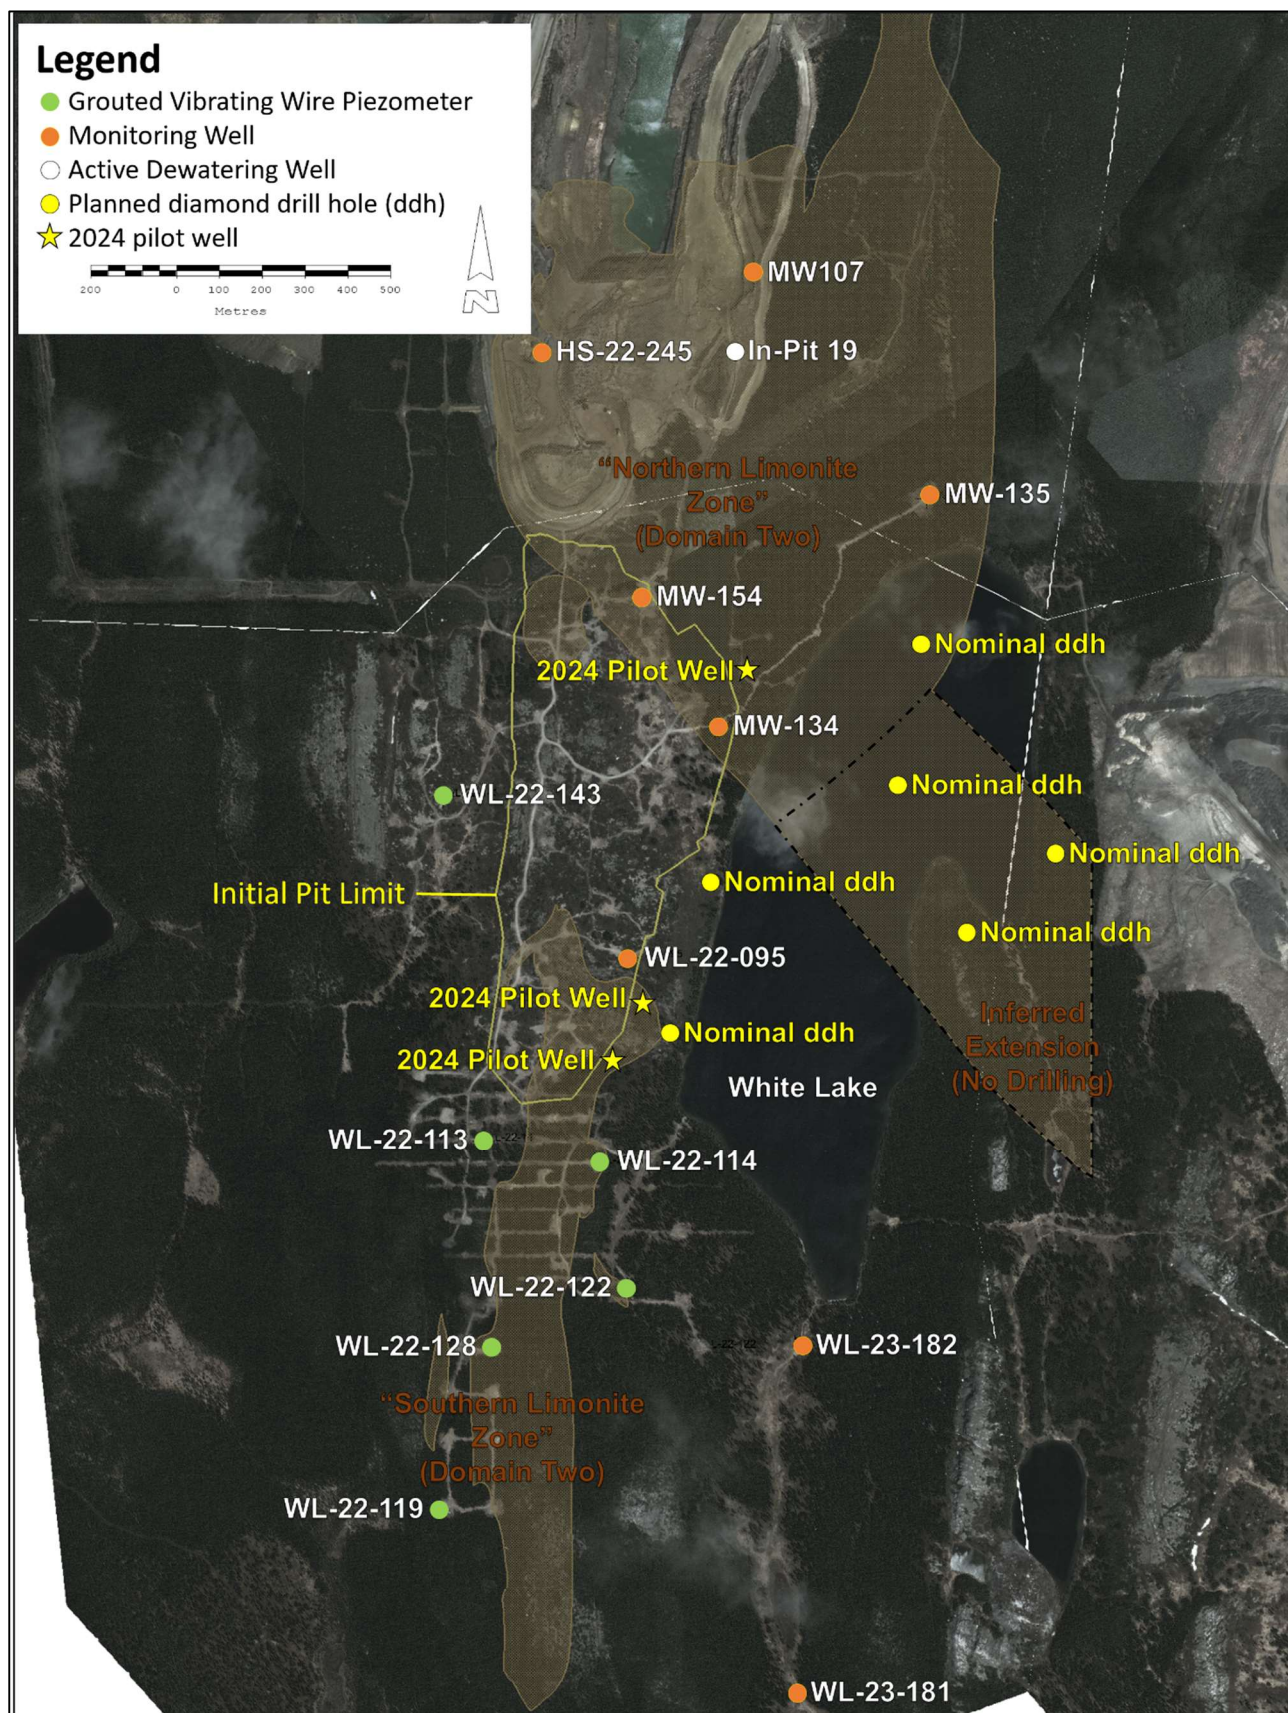 Legend
Grouted Vibrating Wire Piezometer
Monitoring Well
Active Dewatering Well
Planned diamond drill hole (ddh)
2024 pilot well
200 0 100 200 300 400 500
Metres
N
MW107
HS-22-245
In-Pit 19
“Northern Limonite
Zone”
(Domain Two)
MW-135
MW-154
Nominal ddh
2024 Pilot Well
MW-134
Nominal ddh
WL-22-143
Nominal ddh
Nominal ddh
Initial Pit Limit
Nominal ddh
WL-22-095
2024 Pilot Well
Inferred
Extension
(No Drilling)
Nominal ddh
2024 Pilot Well
White Lake
WL-22-113
WL-22-114
WL-22-122
WL-22-128
WL-23-182
“Southern Limonite
Zone”
(Domain Two)
WL-22-119
WL-23-181